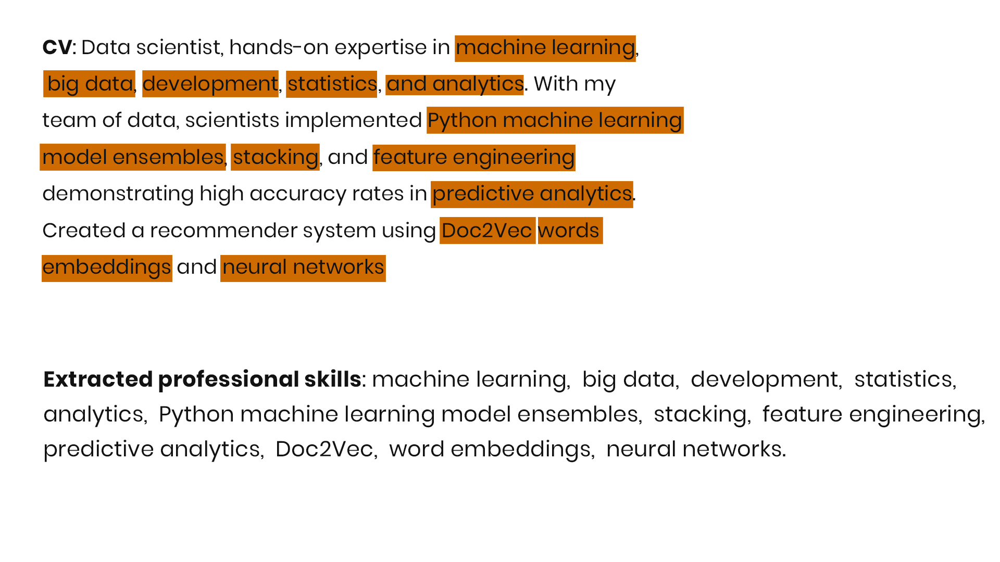 CV: Data scientist, hands-on expertise in machine learning,
big data, development, statistics, and analytics. With my
team of data, scientists implemented Python machine learning
model ensembles, stacking, and feature engineering
demonstrating high accuracy rates in predictive analytics.
Created a recommender system using Doc2Vec words
embeddings and neural networks
Extracted professional skills: machine learning, big data, development, statistics,
analytics, Python machine learning model ensembles, stacking, feature engineering,
predictive analytics, Doc2Vec, word embeddings, neural networks.